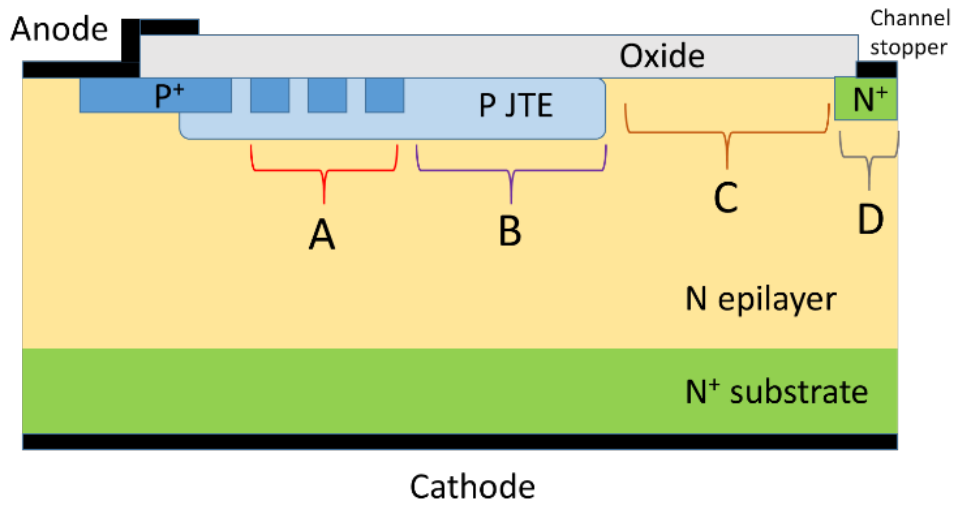 Anode
Channel
stopper
Oxide
P⁺
P JTE
N⁺
A
B
C
D
N epilayer
N⁺ substrate
Cathode